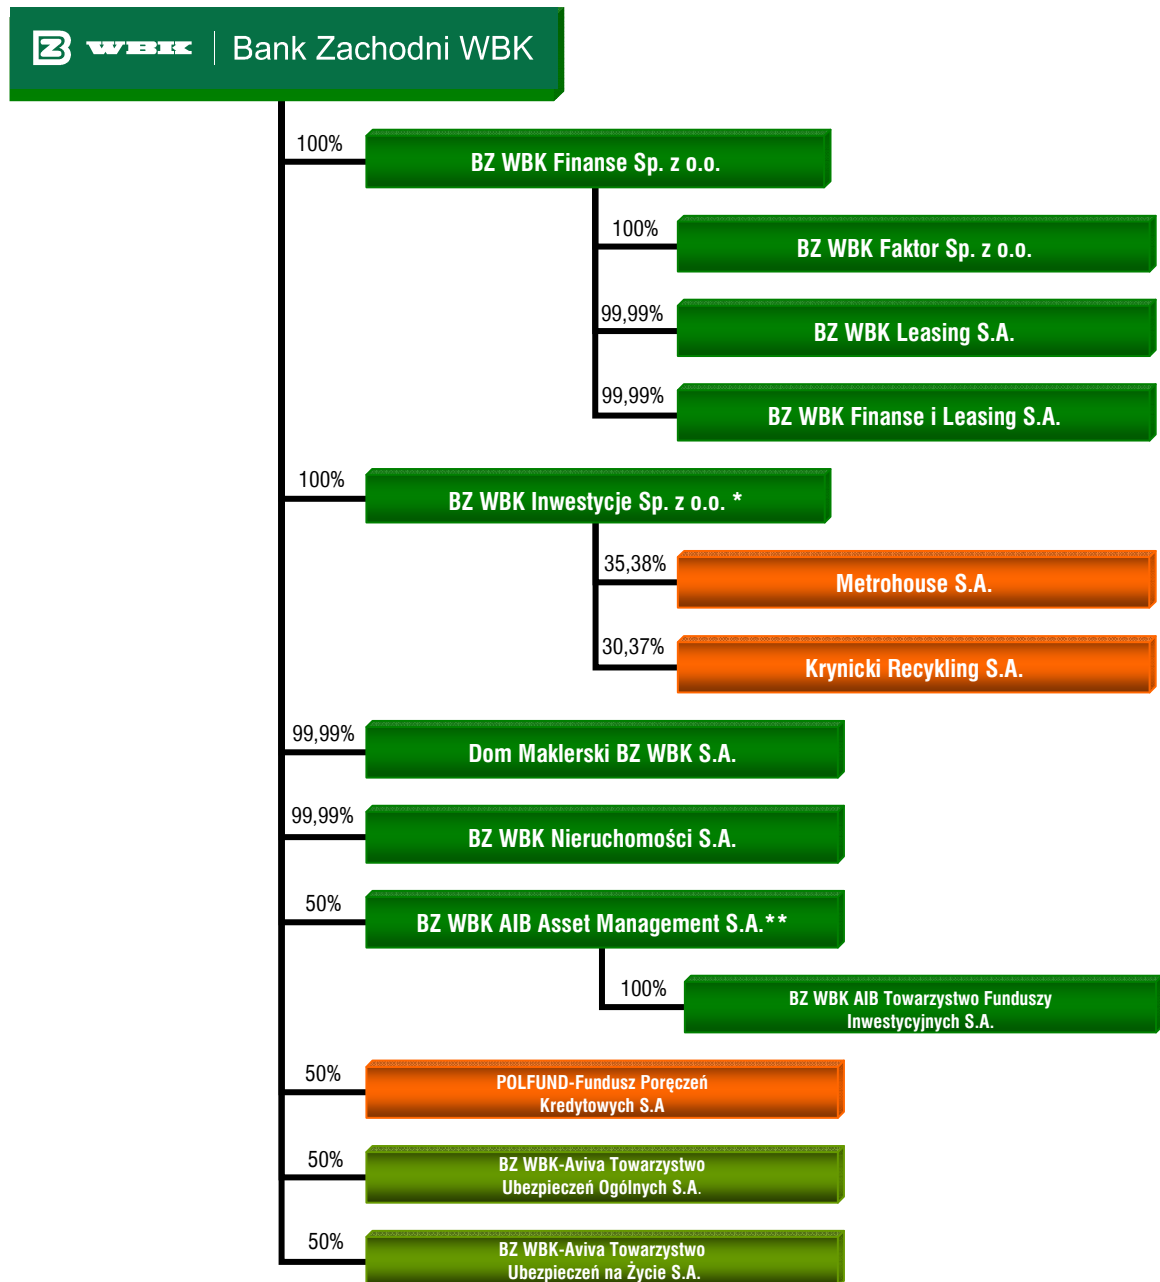 B WBK | Bank Zachodni WBK
100%
BZ WBK Finanse Sp. z o.o.
100%
BZ WBK Faktor Sp. z o.o.
99,99%
BZ WBK Leasing S.A.
99,99%
BZ WBK Finanse i Leasing S.A.
100%
BZ WBK Inwestycje Sp. z o.o. *
35,38%
Metrohouse S.A.
30,37%
Krynicki Recykling S.A.
99,99%
Dom Maklerski BZ WBK S.A.
99,99%
BZ WBK Nieruchomości S.A.
50%
BZ WBK AIB Asset Management S.A.**
100%
BZ WBK AIB Towarzystwo Funduszy
Inwestycyjnych S.A.
50%
POLFUND-Fundusz Poręczeń
Kredytowych S.A
50%
BZ WBK-Aviva Towarzystwo
Ubezpieczeń Ogólnych S.A.
50%
BZ WBK-Aviva Towarzystwo
Ubezpieczeń na Życie S.A.